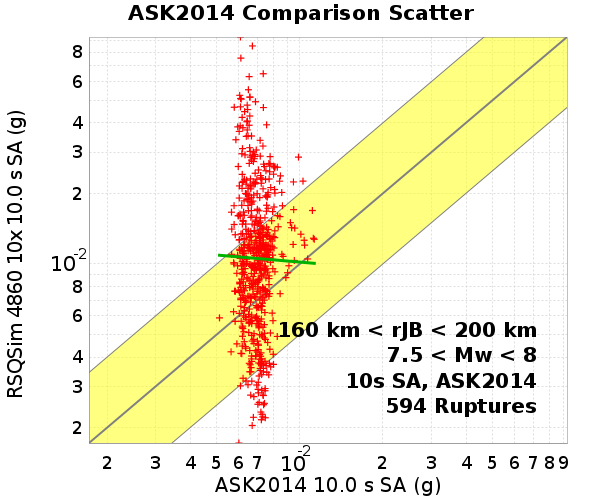 ASK2014 Comparison Scatter
RSQSim 4860 10x 10.0 s SA (g)
8
6
4
3
2
10-2
8
6
4
3
2
160 km < rJB < 200 km
7.5 < Mw < 8
10s SA, ASK2014
594 Ruptures
2 3 4 5 6 7 10-2 2 3 4 5 6 7 8 9
ASK2014 10.0 s SA (g)